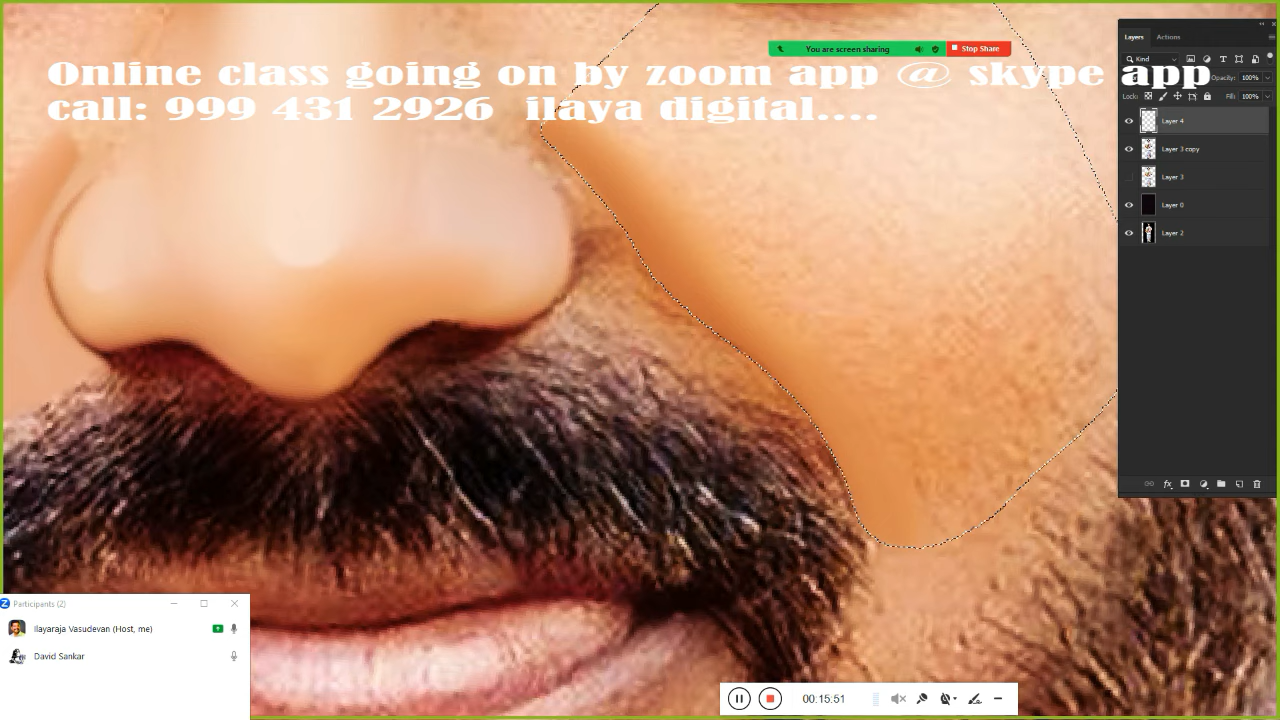 You are screen sharing
Stop Share
Online class going on by zoom app @ skype app
call: 999 431 2926 ilaya digital....
Layers
Actions
Kind
Opacity: 100%
Lock:
Fill: 100%
Layer 4
Layer 3 copy
Layer 3
Layer 0
Layer 2
fx
Participants (2)
Ilayaraja Vasudevan (Host, me)
David Sankar
00:15:51